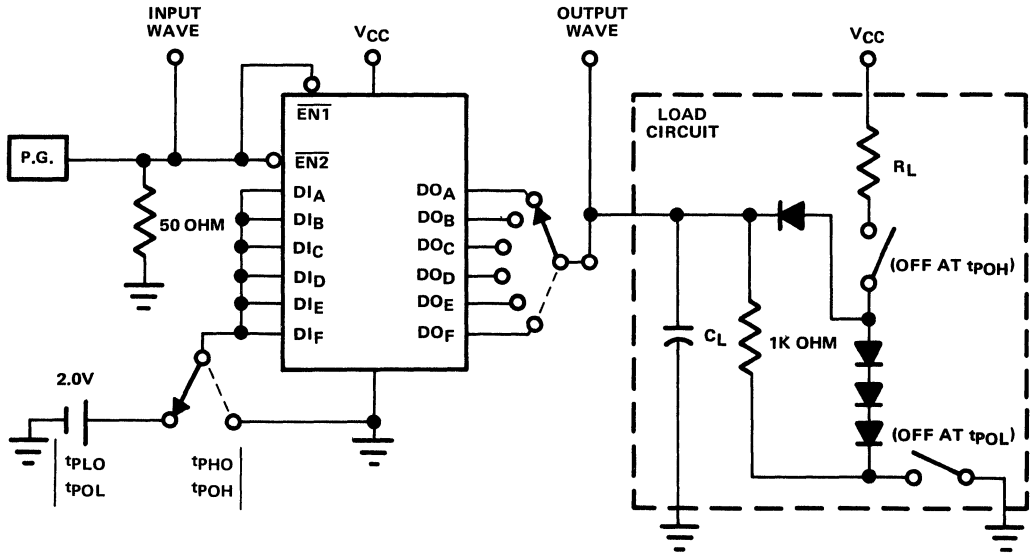 INPUT
WAVE
OUTPUT
WAVE
VCC
VCC
LOAD
CIRCUIT
EN1
P.G.
EN2
RL
DIA
DOA
50 OHM
DIB
DOB
DIC
DOC
(OFF AT tPOH)
DID
DOD
DIE
DOE
DIF
DOF
CL
1K OHM
2.0V
(OFF AT tPOL)
tPLO
tPHO
tPOL
tPOH